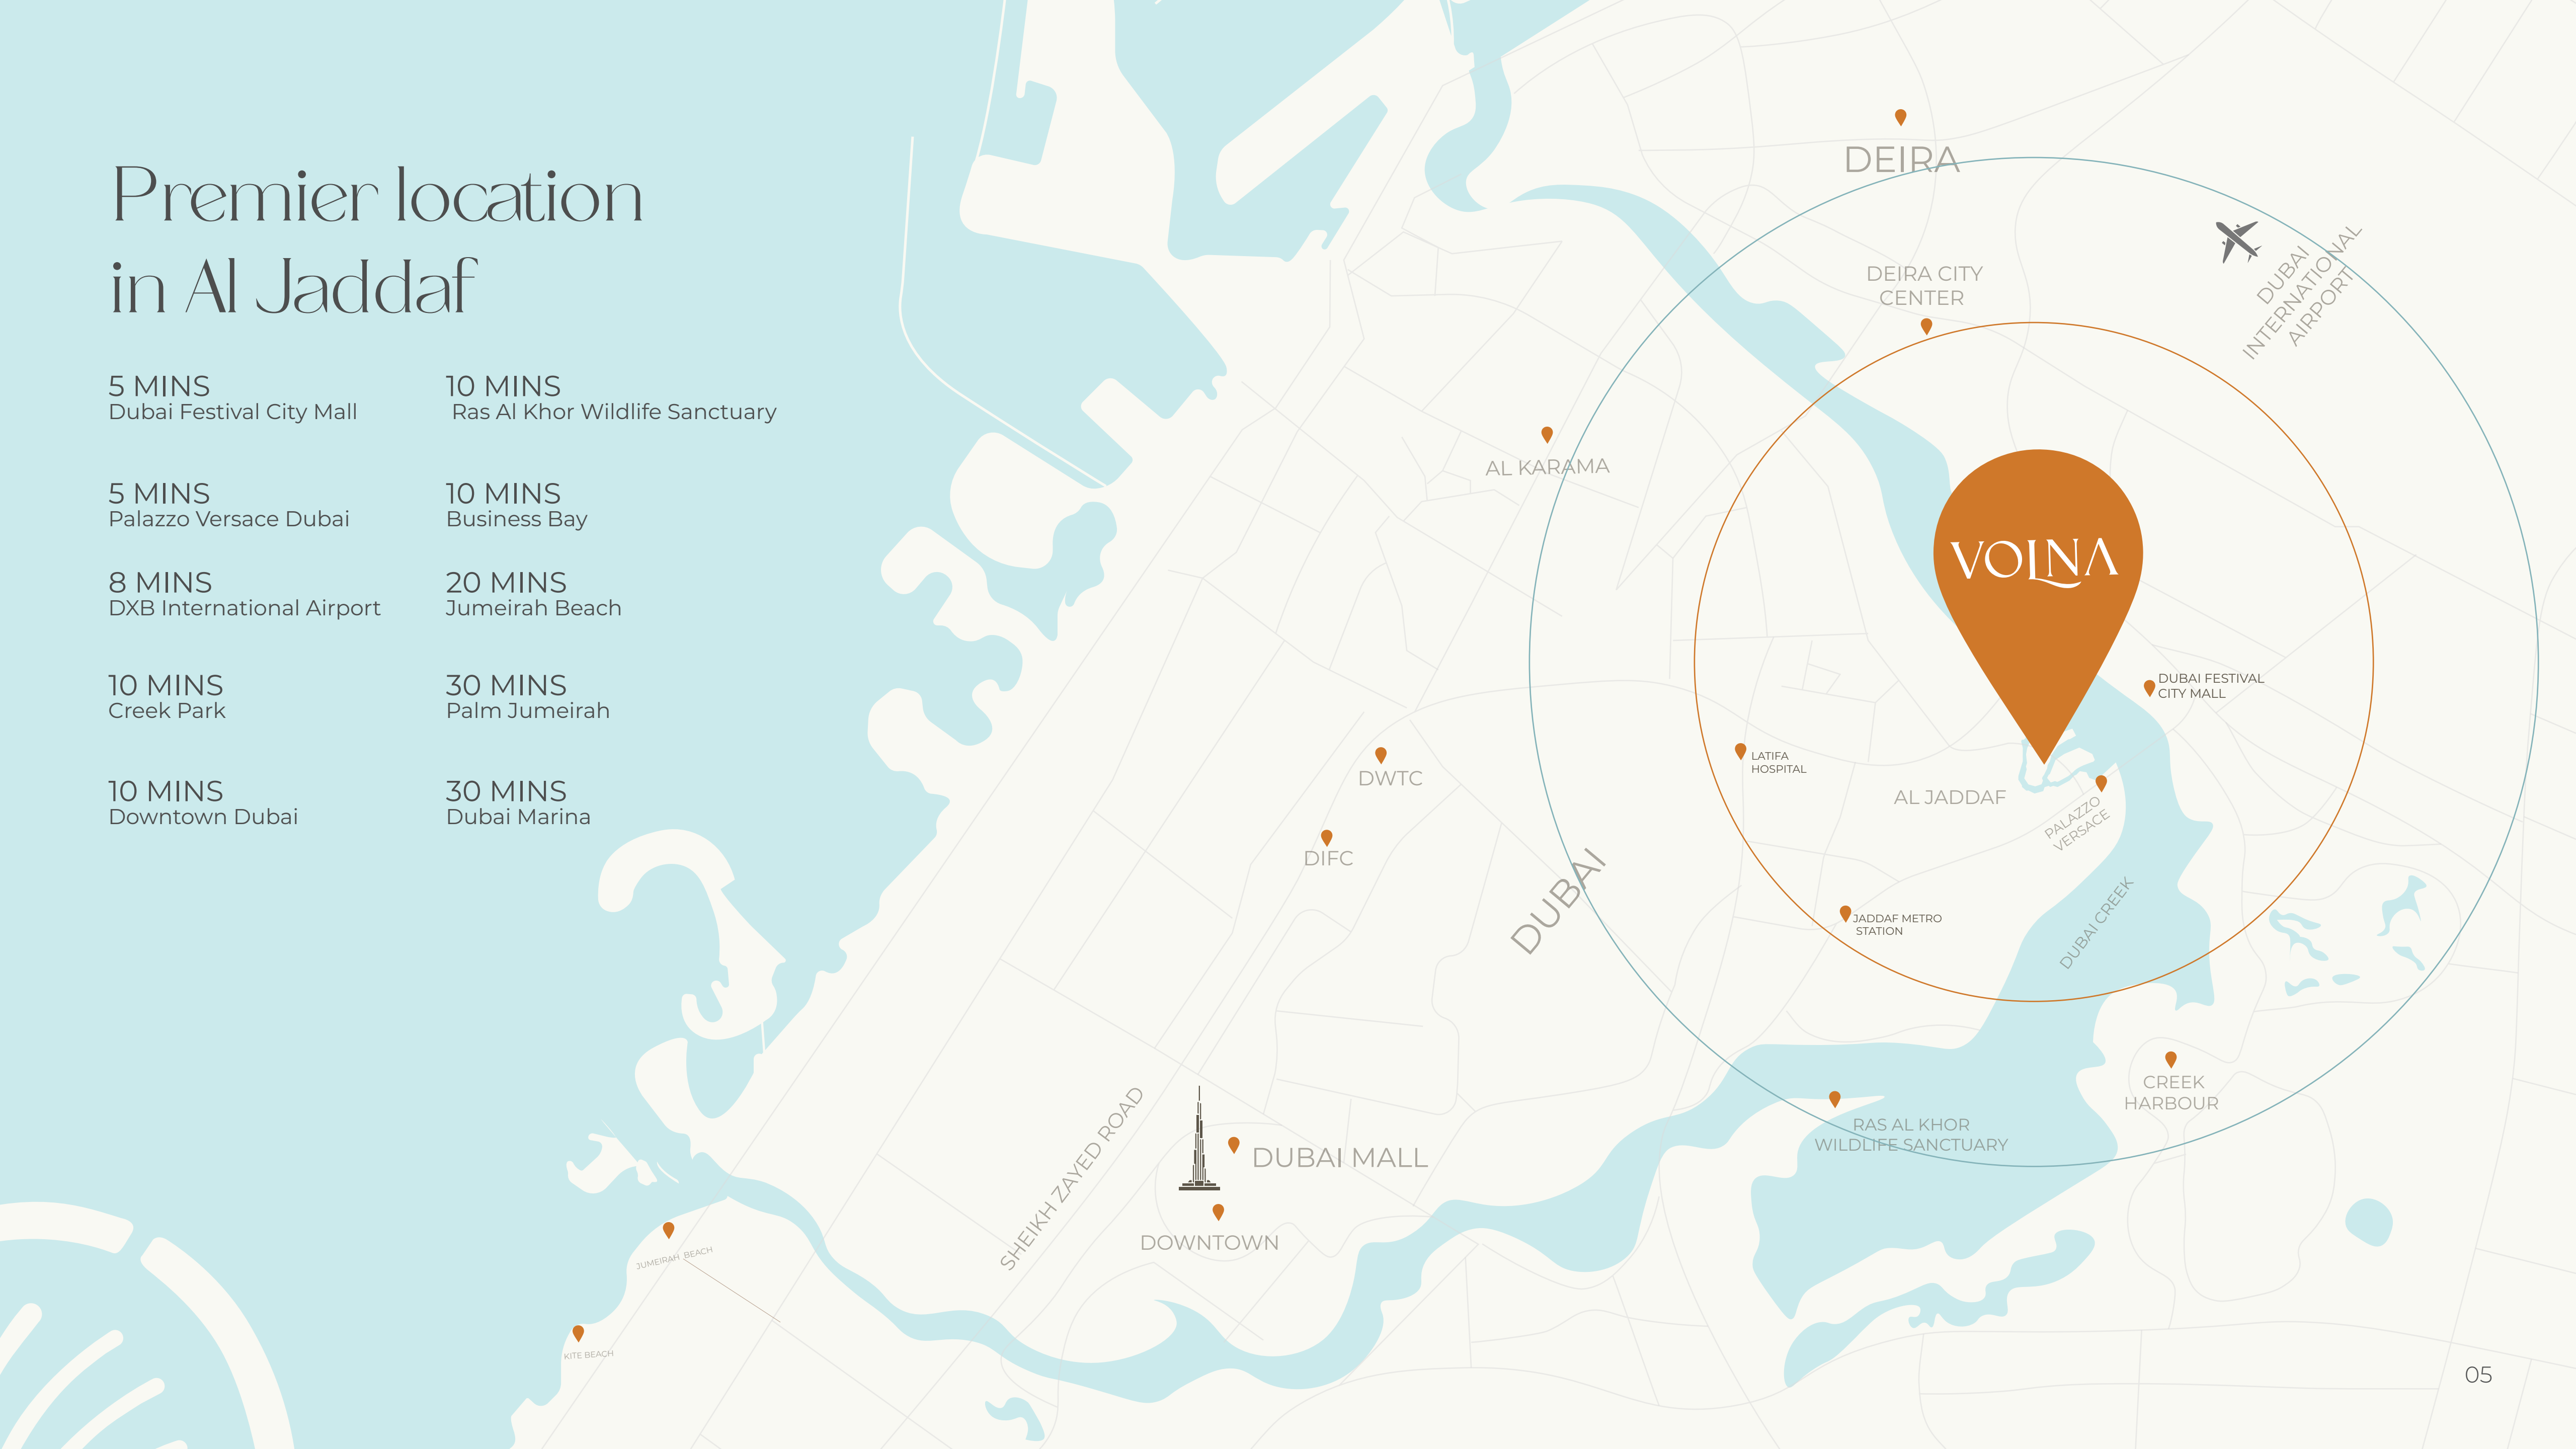 Premier location
in Al Jaddaf
5 MINS
Dubai Festival City Mall
5 MINS
Palazzo Versace Dubai
8 MINS
DXB International Airport
10 MINS
Creek Park
10 MINS
Downtown Dubai
10 MINS
Ras Al Khor Wildlife Sanctuary
10 MINS
Business Bay
20 MINS
Jumeirah Beach
30 MINS
Palm Jumeirah
30 MINS
Dubai Marina
DEIRA
DEIRA CITY
CENTER
DUBAI
INTERNATIONAL
AIRPORT
AL KARAMA
VOLNA
DUBAI FESTIVAL
CITY MALL
LATIFA
HOSPITAL
DWTC
AL JADDAF
PALAZZO
VERSACE
DIFC
DUBAI
JADDAF METRO
STATION
DUBAI CREEK
CREEK
HARBOUR
RAS AL KHOR
WILDLIFE SANCTUARY
SHEIKH ZAYED ROAD
DUBAI MALL
DOWNTOWN
JUMEIRAH BEACH
KITE BEACH
05